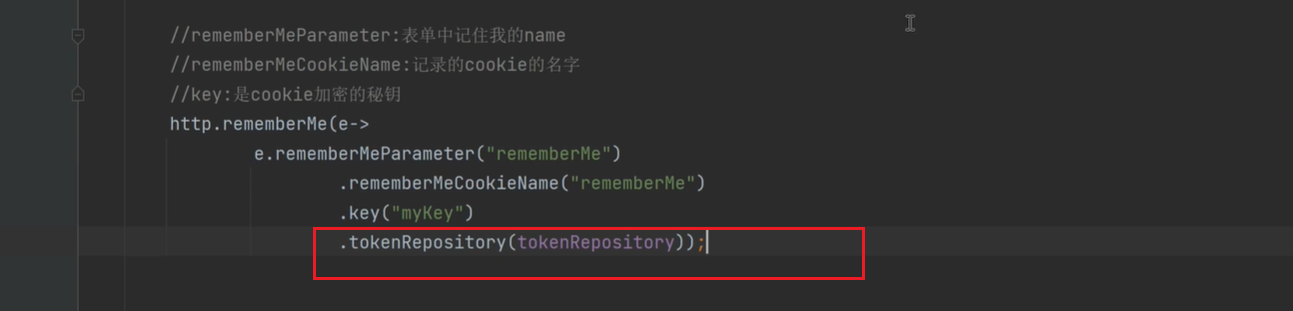 //rememberMeParameter:表单中记住我的name
//rememberMeCookieName:记录的cookie的名字
//key:是cookie加密的秘钥
http.rememberMe(e->
e.rememberMeParameter("rememberMe")
.rememberMeCookieName("rememberMe")
.key("myKey")
.tokenRepository(tokenRepository));